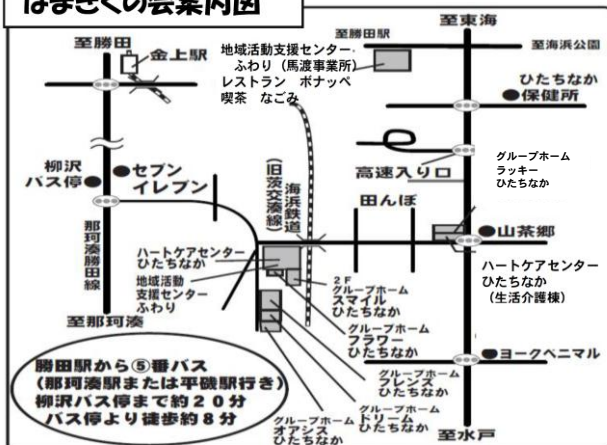 はまぎくの会案内図
至勝田
金上駅
至勝田駅
至東海
至海浜公園
地域活動支援センター
ふわり（馬渡事業所）
レストラン ボナッペ
喫茶 なごみ
ひたちなか
●保健所
高速入り口
グループホーム
ラッキー
ひたちなか
柳沢
バス停●
●セブン
イレブン
海浜鉄道
（旧茨交湊線）
田んぼ
●山茶郷
那珂湊勝田線
ハートケアセンター
ひたちなか
地域活動
支援センター
ふわり
ハートケアセンター
ひたちなか
（生活介護棟）
2F
グループホーム
スマイル
ひたちなか
至那珂湊
グループホーム
フラワー
ひたちなか
●ヨークベニマル
グループホーム
フレンズ
ひたちなか
グループホーム
ドリーム
ひたちなか
グループホーム
オアシス
ひたちなか
至水戸
勝田駅から⑤番バス
（那珂湊駅または平磯駅行き）
柳沢バス停まで約２０分
バス停より徒歩約８分